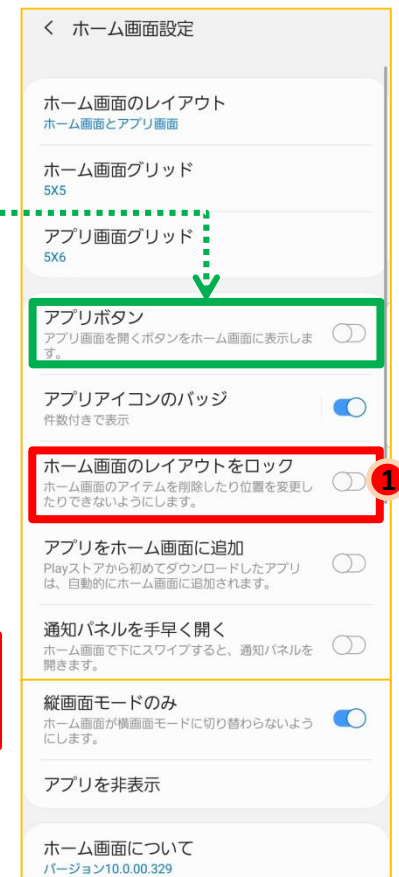 < ホーム画面設定
ホーム画面のレイアウト
ホーム画面とアプリ画面
ホーム画面グリッド
5X5
アプリ画面グリッド
5X6
アプリボタン
アプリ画面を開くボタンをホーム画面に表示しま
す。
アプリアイコンのバッジ
件数付きで表示
ホーム画面のレイアウトをロック
ホーム画面のアイテムを削除したり位置を変更し
たりできないようにします。
1
アプリをホーム画面に追加
Playストアから初めてダウンロードしたアプリ
は、自動的にホーム画面に追加されます。
通知パネルを手早く開く
ホーム画面で下にスワイプすると、通知パネルを
開きます。
縦画面モードのみ
ホーム画面が横画面モードに切り替わらないよう
にします。
アプリを非表示
ホーム画面について
バージョン10.0.00.329